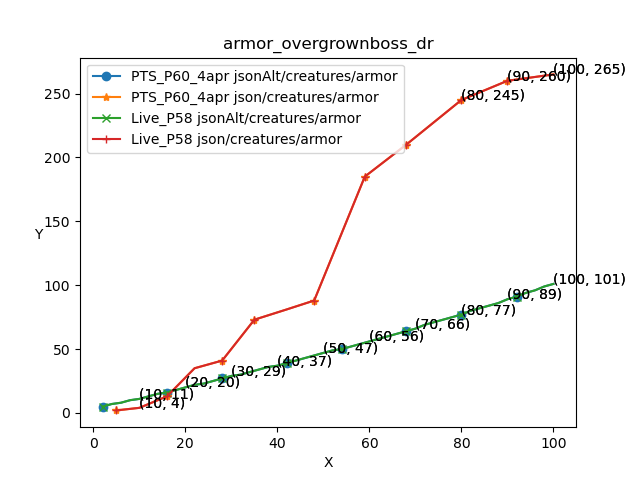 armor_overgrownboss_dr
PTS_P60_4apr jsonAlt/creatures/armor
PTS_P60_4apr json/creatures/armor
Live_P58 jsonAlt/creatures/armor
Live_P58 json/creatures/armor
(100, 265)
(90, 260)
(80, 245)
(100, 101)
(90, 89)
(80, 77)
(70, 66)
(60, 56)
(50, 47)
(40, 37)
(30, 29)
(20, 20)
(10, 11)
(10, 4)
Y
250
200
150
100
50
0
0 20 40 60 80 100
X